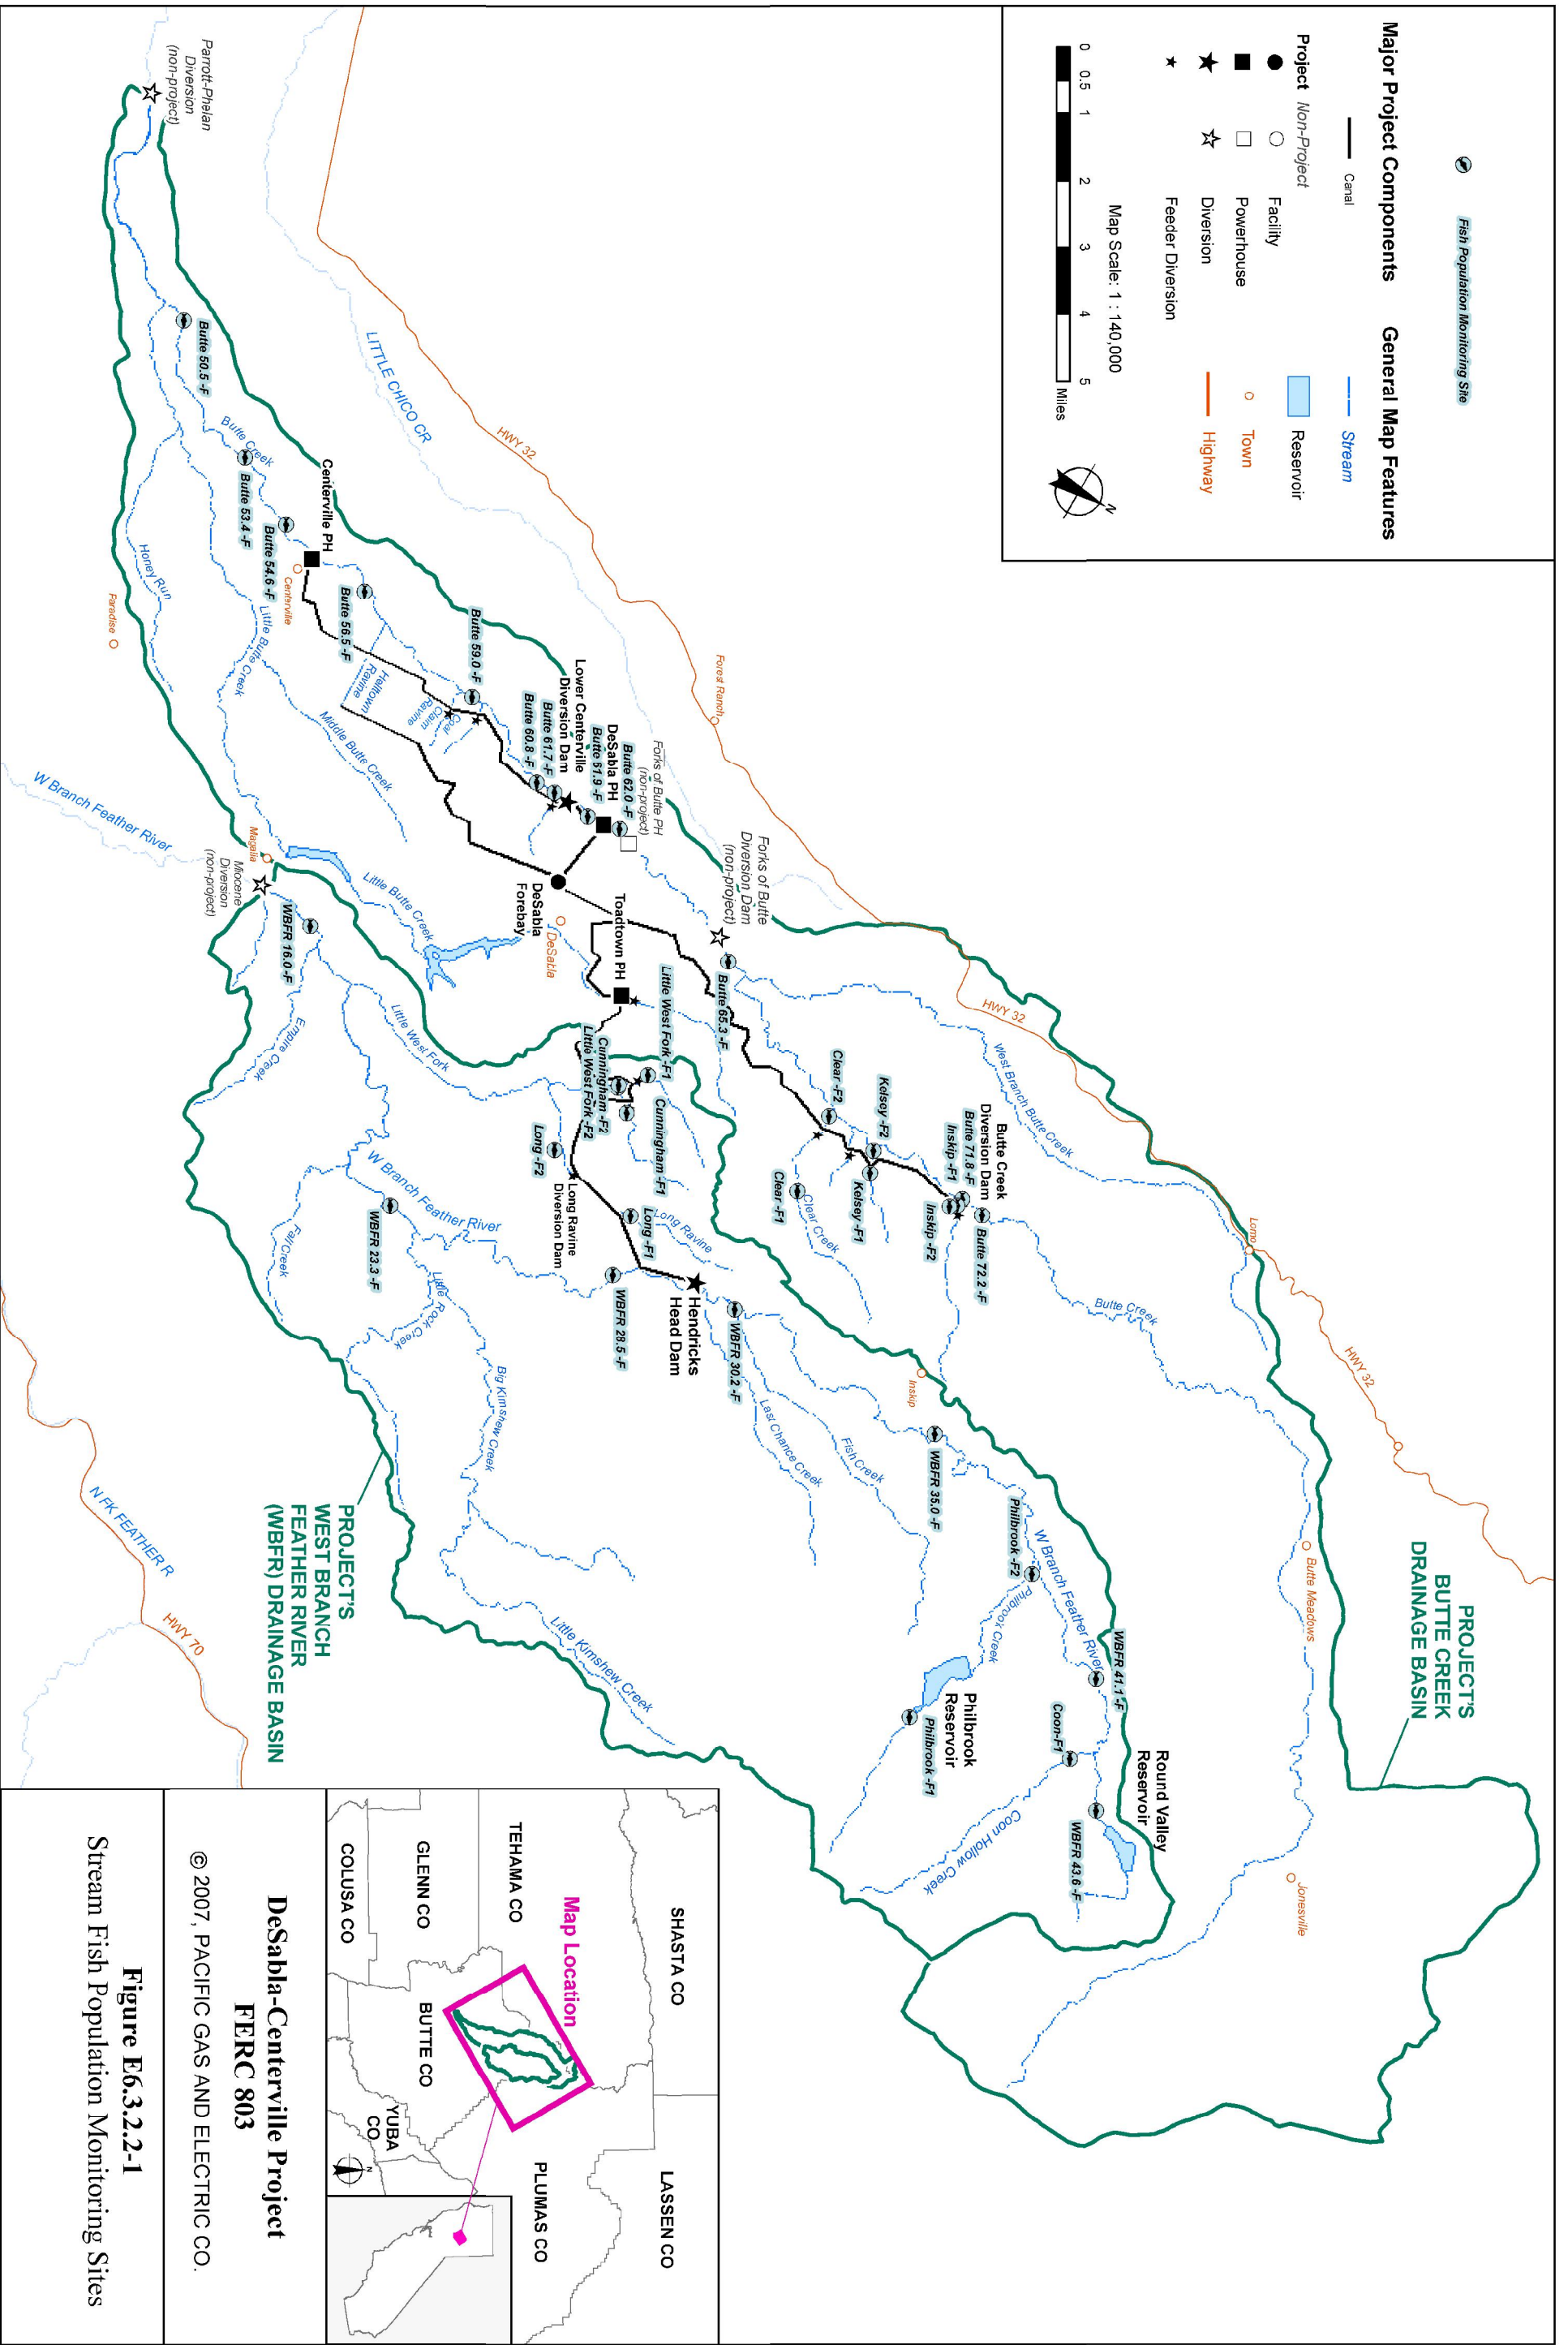 Fish Population Monitoring Site
Major Project Components
General Map Features
Canal
Stream
Project
Non-Project
Facility
Reservoir
Powerhouse
Town
Diversion
Highway
Feeder Diversion
Map Scale: 1 : 140,000
0
0.5
1
2
3
4
5
Miles
N
Parrott-Phelan
Diversion
(non-project)
LITTLE CHICO CR
HWY 32
Forest Ranch
HWY 32
Lomo
HWY 32
Butte Meadows
Jonesville
PROJECT'S
BUTTE CREEK
DRAINAGE BASIN
Butte 50.5 -F
Butte Creek
Butte 53.4 -F
Butte 54.6 -F
Centerville PH
Centerville
Butte 56.5 -F
Butte 59.0 -F
Helltown
Ravine
Coal
Claim
Ravine
Honey Run
Paradise
Little Butte Creek
Middle Butte Creek
Lower Centerville
Diversion Dam
Butte 61.7 -F
Butte 60.8 -F
DeSabla PH
Butte 61.9 -F
Butte 62.0 -F
Forks of Butte PH
(non-project)
Forks of Butte
Diversion Dam
(non-project)
Butte 65.3 -F
DeSabla
Forebay
DeSabla
Toadtown PH
Little Butte Creek
Magalia
Miocene
Diversion
(non-project)
W Branch Feather River
WBFR 16.0-F
Empire Creek
Little West Fork
Little West Fork -F1
Cunningham -F2
Little West Fork -F2
Cunningham -F1
Long -F2
Long Ravine
Diversion Dam
Long -F1
Long Ravine
West Branch Butte Creek
Clear -F2
Kelsey -F2
Butte Creek
Diversion Dam
Butte 71.8 -F
Inskip -F1
Inskip -F2
Butte 72.2 -F
Kelsey -F1
Clear -F1
Clear Creek
Butte Creek
W Branch Feather River
WBFR 23.3 -F
Fall Creek
Little Rock Creek
WBFR 28.5 -F
Hendricks
Head Dam
WBFR 30.2 -F
Big Kimshew Creek
Last Chance Creek
Fish Creek
Inskip
WBFR 35.0 -F
Philbrook -F2
W Branch Feather River
Philbrook Creek
Philbrook
Reservoir
Philbrook -F1
WBFR 41.1 -F
Coon-F1
Round Valley
Reservoir
WBFR 43.6 -F
Coon Hollow Creek
Little Kimshew Creek
PROJECT'S
WEST BRANCH
FEATHER RIVER
(WBFR) DRAINAGE BASIN
N FK FEATHER R
HWY 70
SHASTA CO
LASSEN CO
TEHAMA CO
Map Location
PLUMAS CO
GLENN CO
BUTTE CO
YUBA
CO
COLUSA CO
N
DeSabla-Centerville Project
FERC 803
© 2007, PACIFIC GAS AND ELECTRIC CO.
Figure E6.3.2.2-1
Stream Fish Population Monitoring Sites